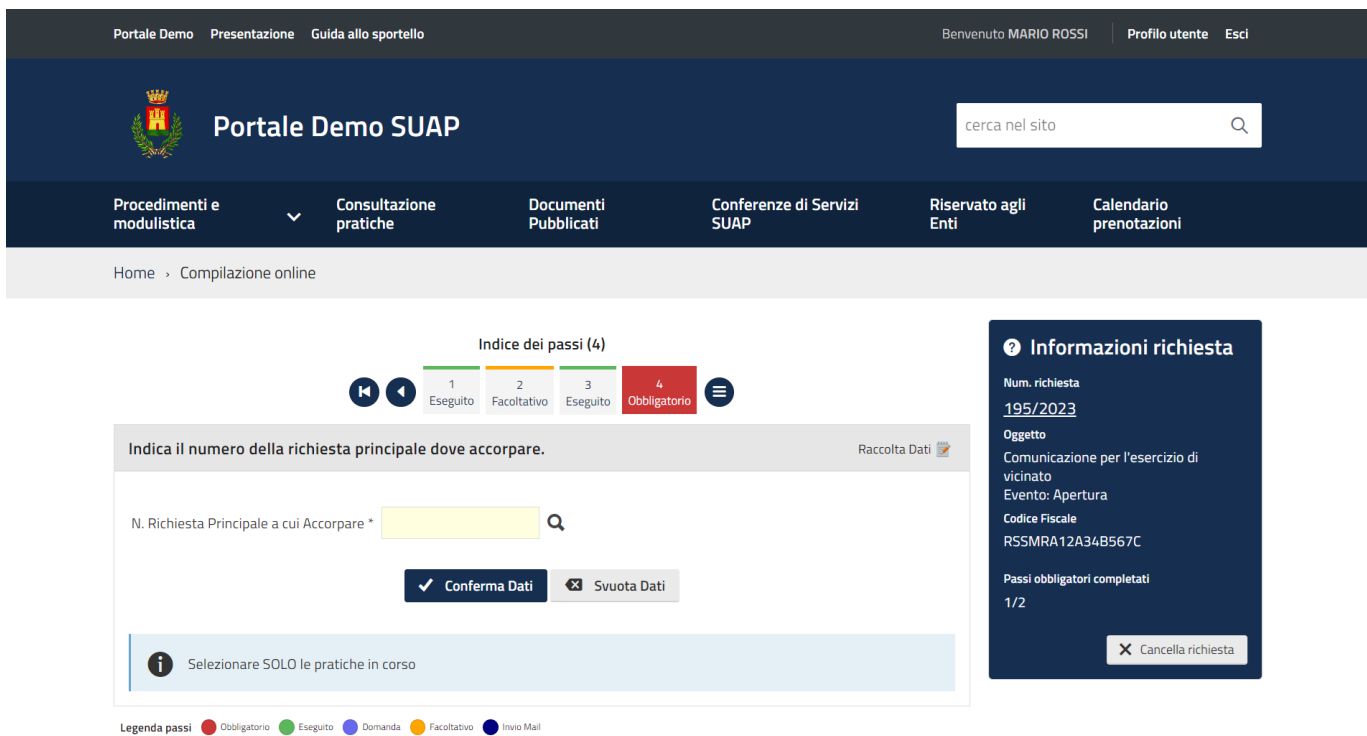 Portale Demo Presentazione Guida allo sportello Benvenuto MARIO ROSSI Profilo utente Esci
Portale Demo SUAP
cerca nel sito
Procedimenti e modulistica
Consultazione pratiche
Documenti Pubblicati
Conferenze di Servizi SUAP
Riservato agli Enti
Calendario prenotazioni
Home › Compilazione online
Indice dei passi (4)
1 Eseguito
2 Facoltativo
3 Eseguito
4 Obbligatorio
Indica il numero della richiesta principale dove accorpare. Raccolta Dati
N. Richiesta Principale a cui Accorpare *
Conferma Dati Svuota Dati
Selezionare SOLO le pratiche in corso
Legenda passi Obbligatorio Eseguito Domanda Facoltativo Invio Mail
Informazioni richiesta
Num. richiesta
195/2023
Oggetto
Comunicazione per l'esercizio di
vicinato
Evento: Apertura
Codice Fiscale
RSSMRA12A34B567C
Passi obbligatori completati
1/2
Cancella richiesta